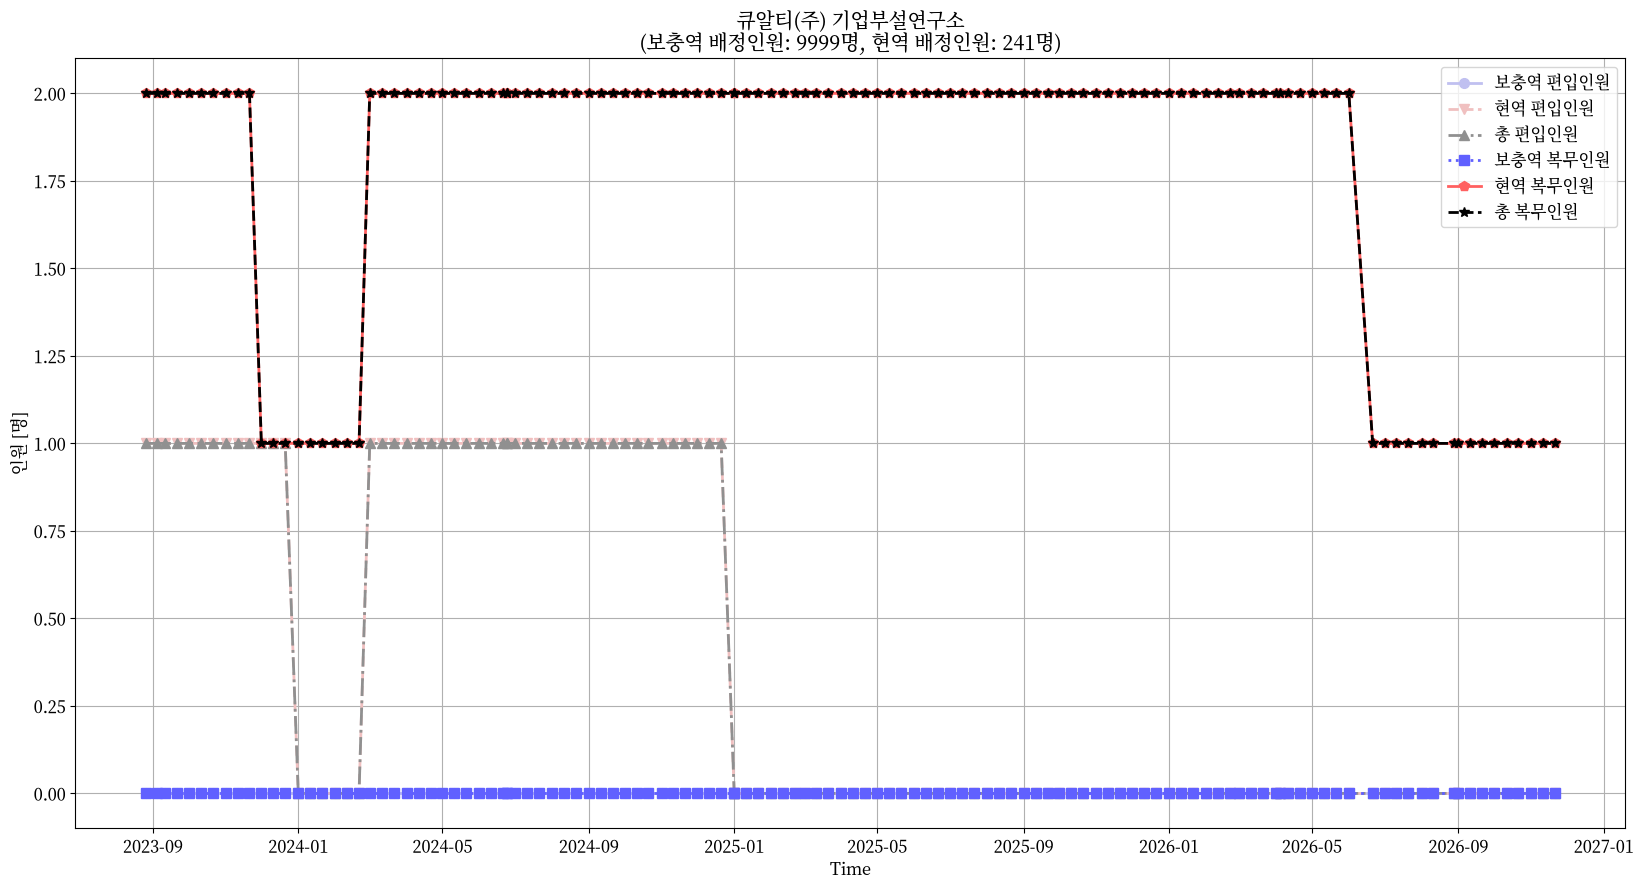 큐알티(주) 기업부설연구소
(보충역 배정인원: 9999명, 현역 배정인원: 241명)
보충역 편입인원
현역 편입인원
총 편입인원
보충역 복무인원
현역 복무인원
총 복무인원
인원 [명]
2.00
1.75
1.50
1.25
1.00
0.75
0.50
0.25
0.00
2023-09
2024-01
2024-05
2024-09
2025-01
2025-05
2025-09
2026-01
2026-05
2026-09
2027-01
Time